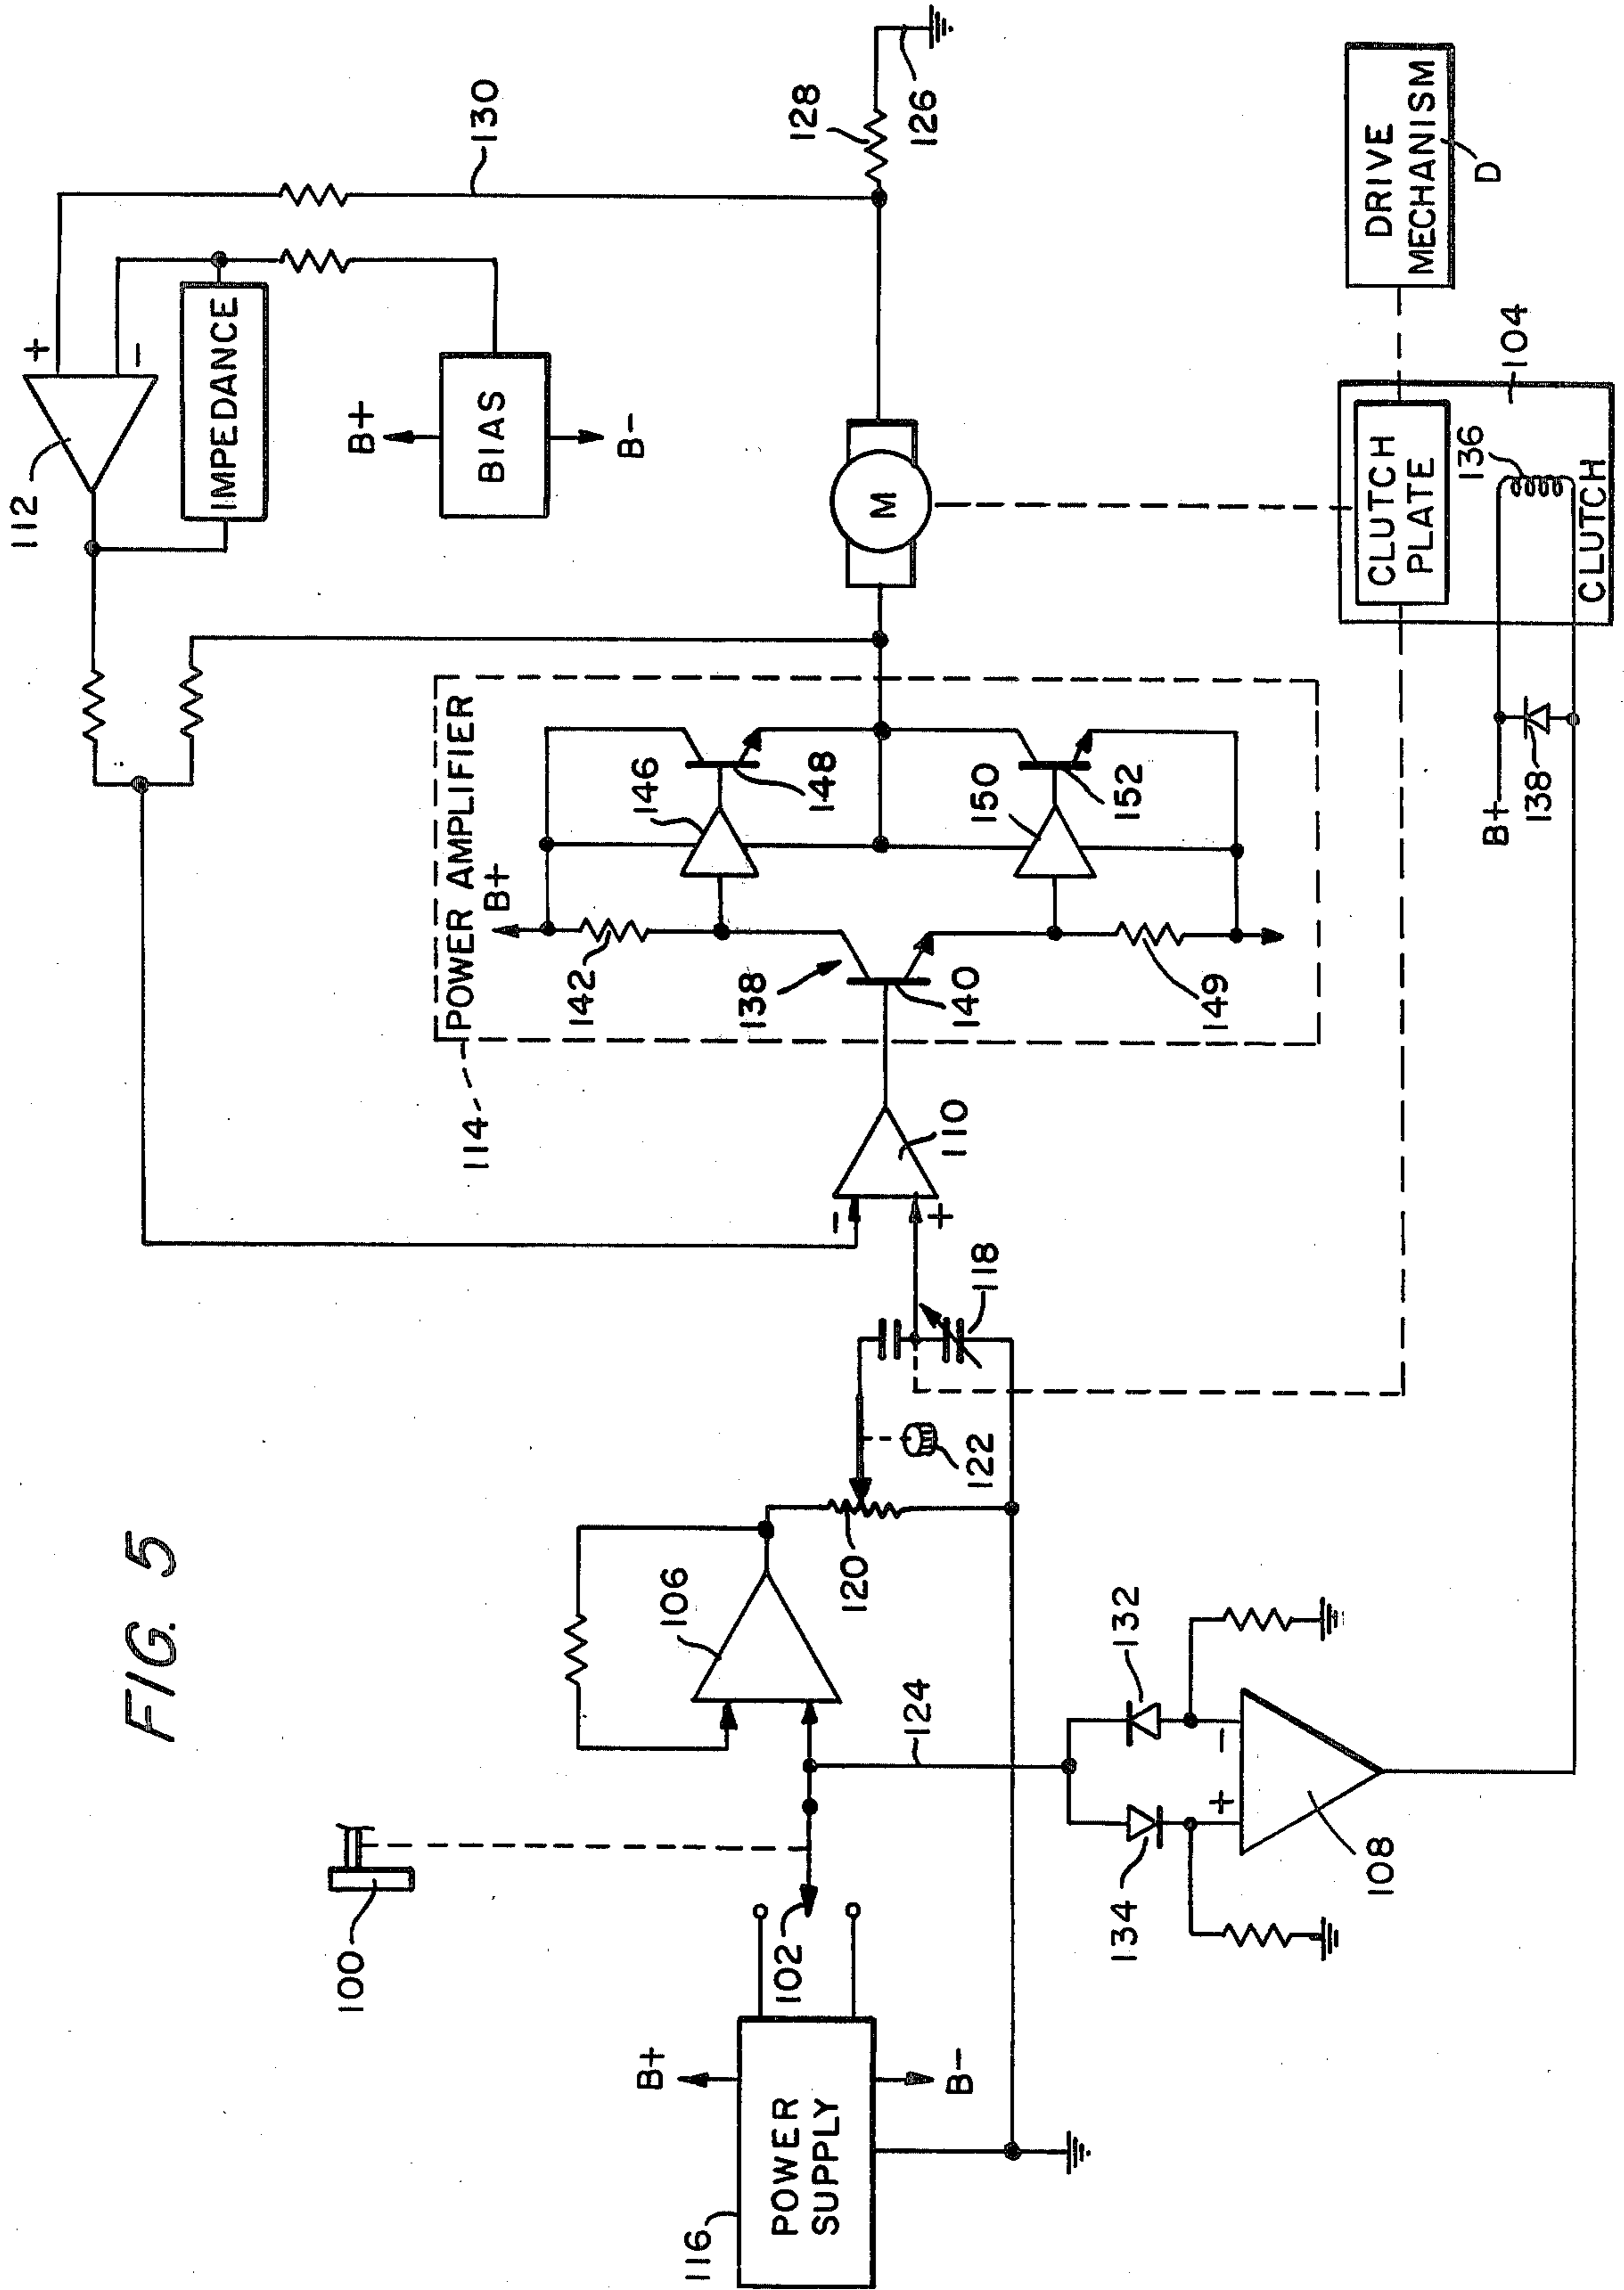 FIG. 5
112
+
-
130
IMPEDANCE
B+
BIAS
B-
128
126
M
114
POWER AMPLIFIER
B+
142
146
148
138
140
150
152
149
110
-
+
118
122
120
106
100
102
116
POWER
SUPPLY
B+
B-
124
132
134
+
-
108
B+
138
136
CLUTCH
PLATE
CLUTCH
104
DRIVE
MECHANISM
D